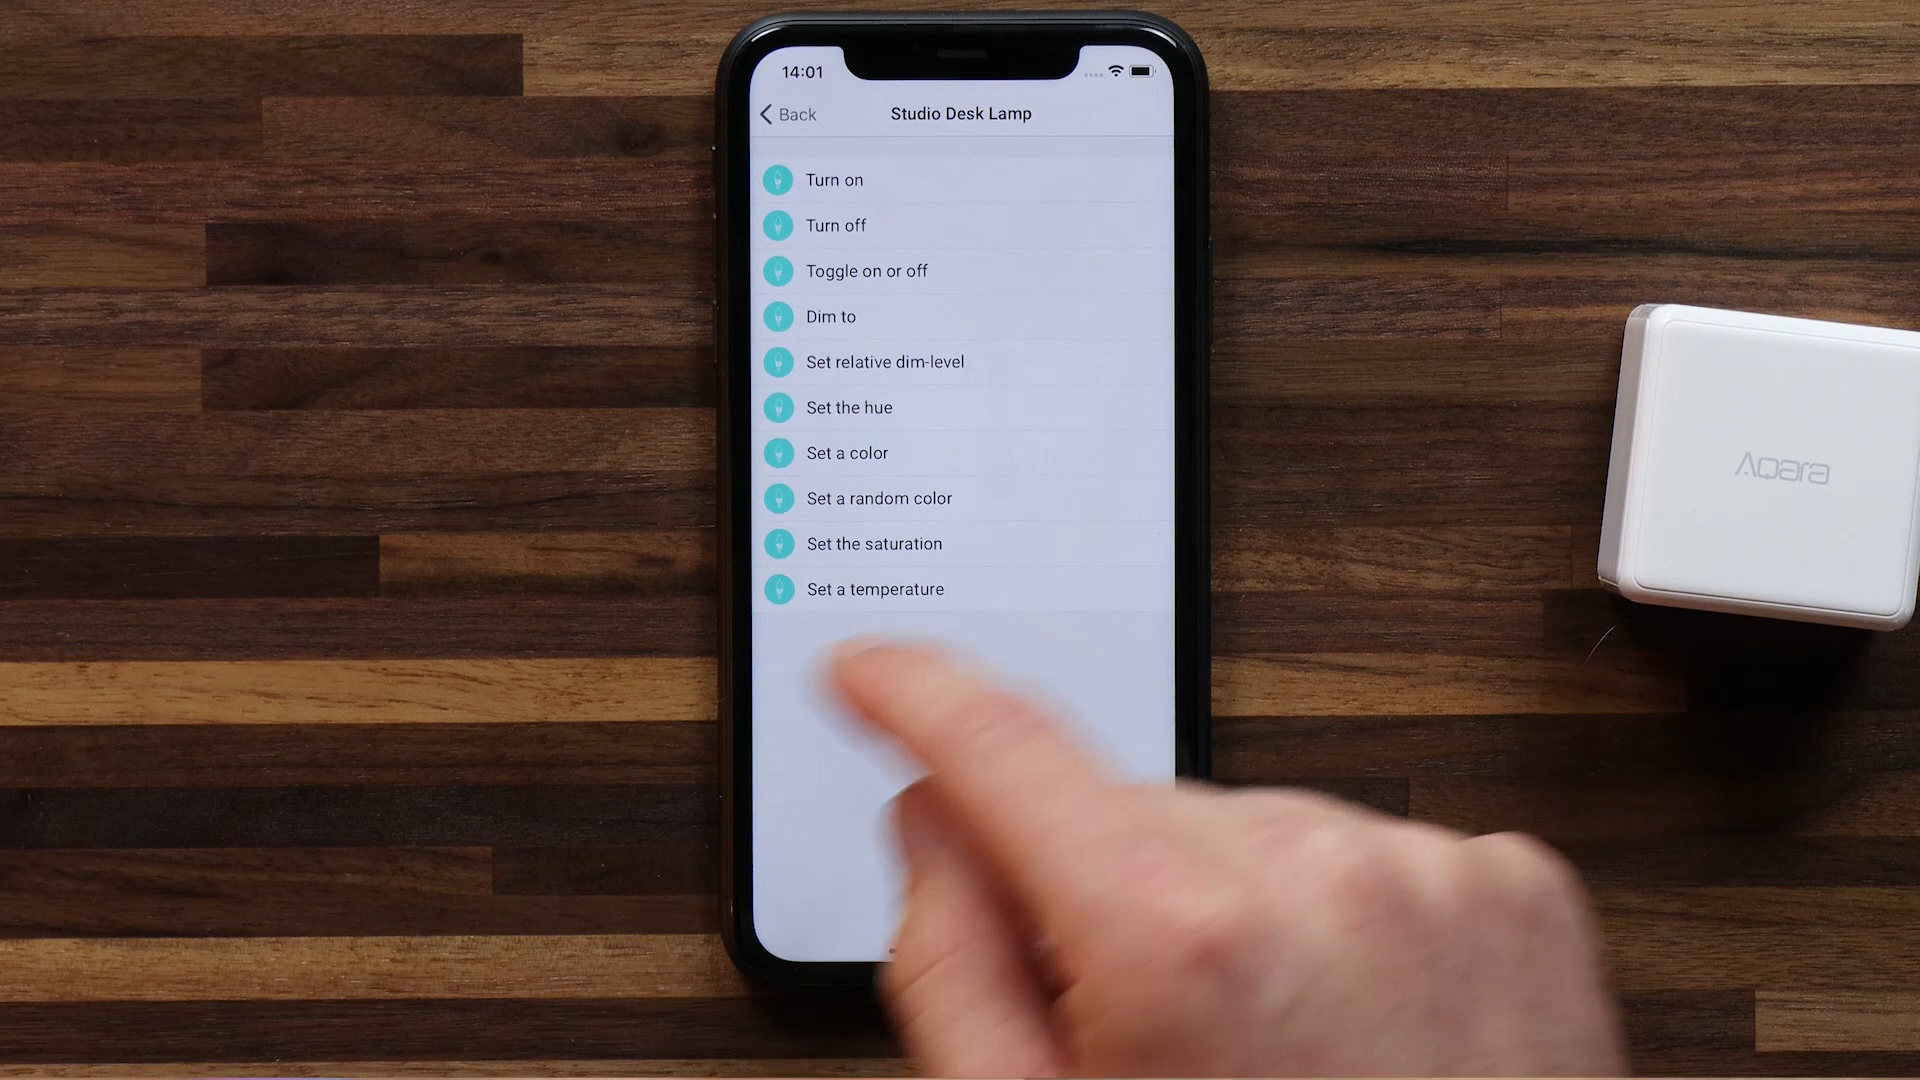 14:01
Back
Studio Desk Lamp
Turn on
Turn off
Toggle on or off
Dim to
Set relative dim-level
Set the hue
Set a color
Set a random color
Set the saturation
Set a temperature
Aqara